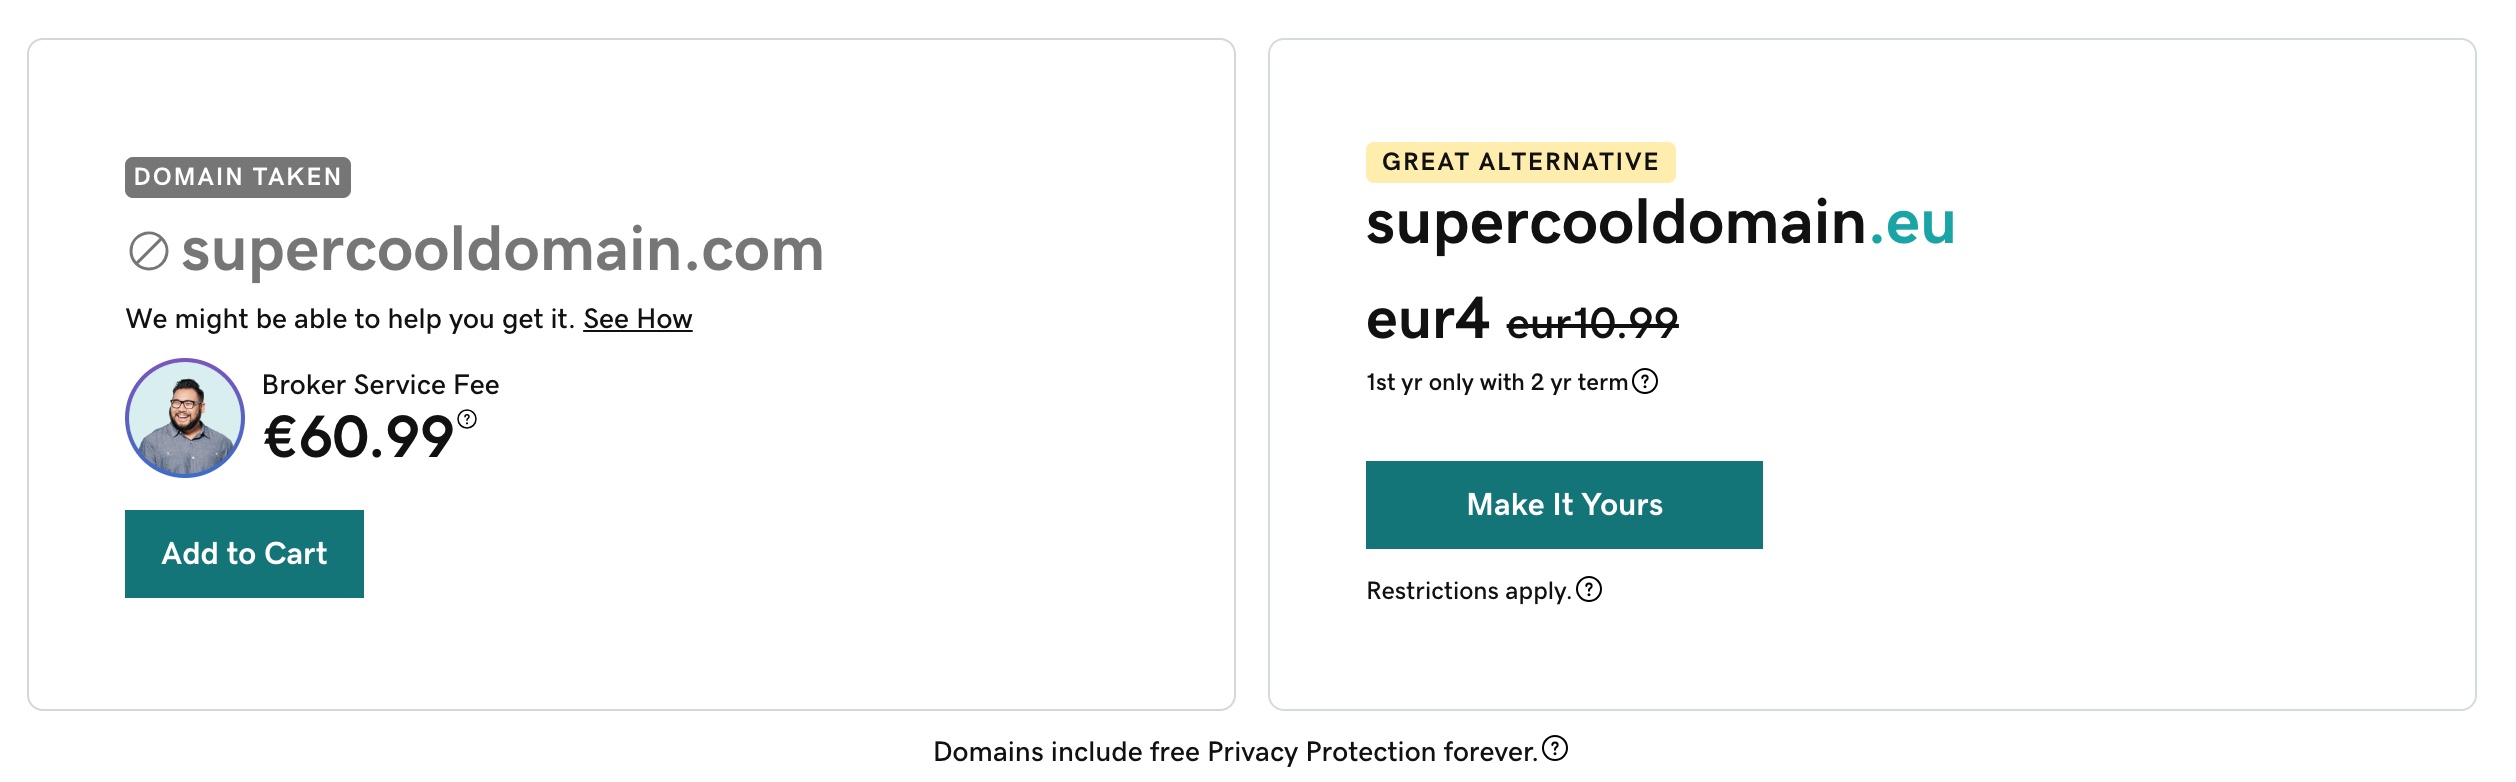 DOMAIN TAKEN
supercooldomain.com
We might be able to help you get it. See How
Broker Service Fee
€60.99
Add to Cart
GREAT ALTERNATIVE
supercooldomain.eu
eur4 eur10.99
1st yr only with 2 yr term
Make It Yours
Restrictions apply.
Domains include free Privacy Protection forever.